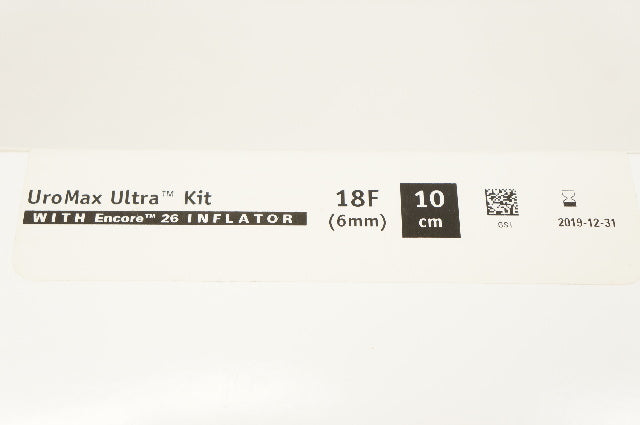 UroMax Ultra™ Kit
WITH Encore™ 26 INFLATOR
18F
(6mm)
10
cm
GS1
2019-12-31